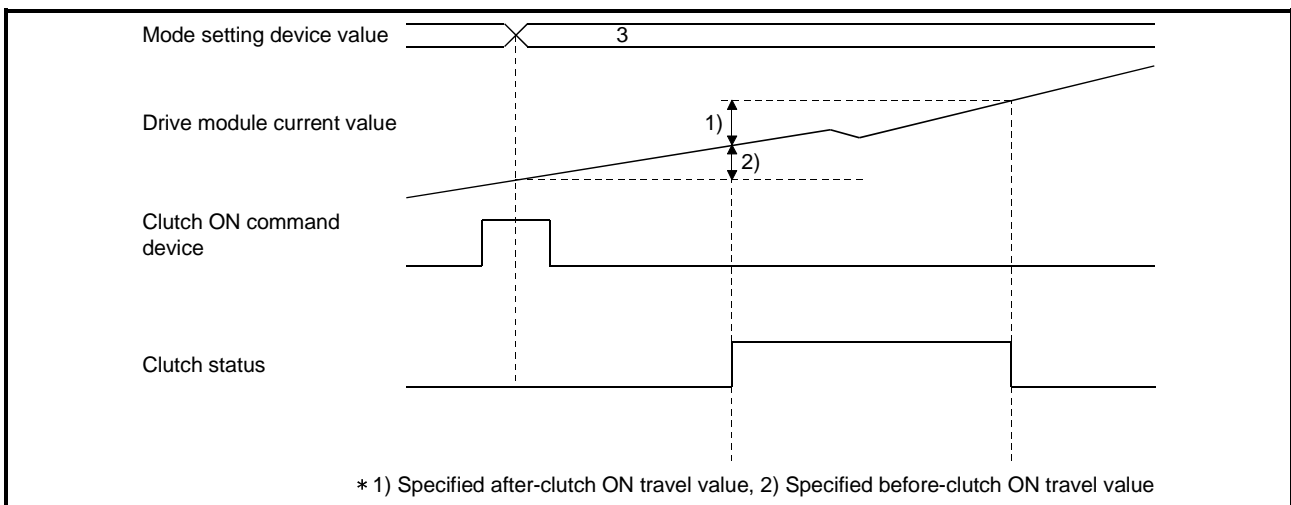 Mode setting device value
3
Drive module current value
1)
2)
Clutch ON command
device
Clutch status
* 1) Specified after-clutch ON travel value, 2) Specified before-clutch ON travel value